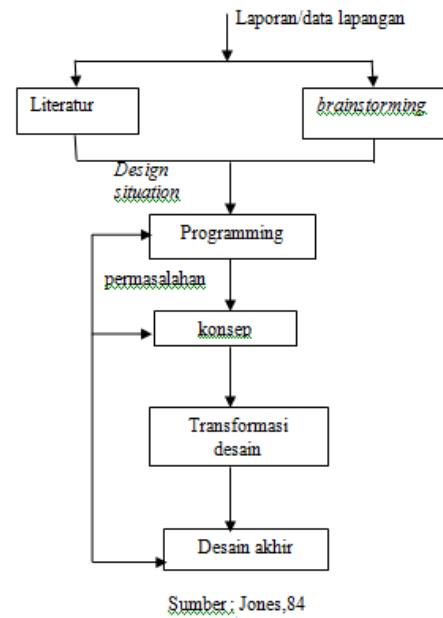 Laporan/data lapangan
Literatur
brainstorming
Design
situation
Programming
permasalahan
konsep
Transformasi
desain
Desain akhir
Sumber : Jones,84